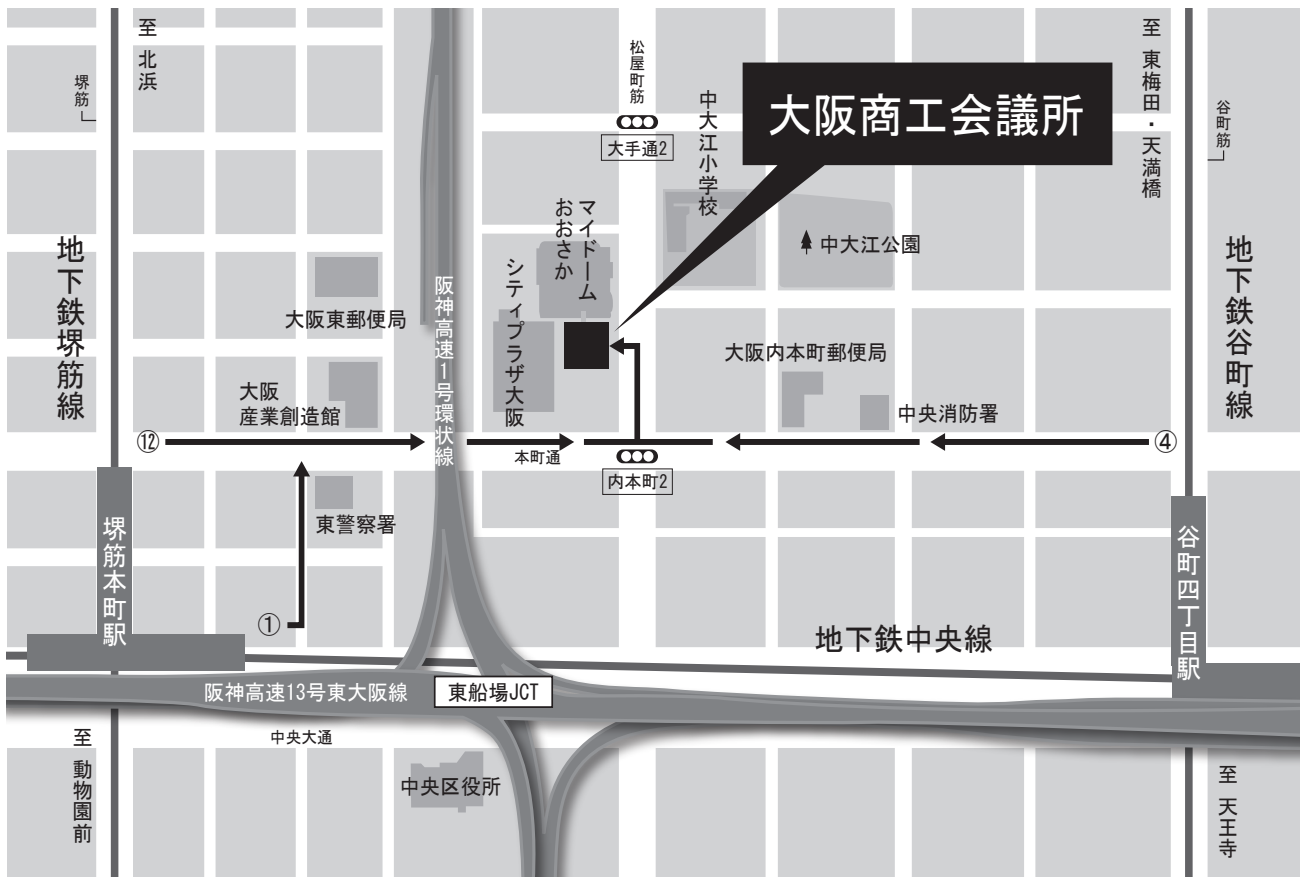 至 北浜
堺筋
松屋町筋
大手通2
中大江小学校
大阪商工会議所
至 東梅田・天満橋
谷町筋
地下鉄堺筋線
マイドーム
おおさか
中大江公園
地下鉄谷町線
大阪東郵便局
阪神高速1号環状線
シティプラザ大阪
大阪内本町郵便局
大阪
産業創造館
中央消防署
⑫
本町通
④
内本町2
東警察署
堺筋本町駅
谷町四丁目駅
①
地下鉄中央線
阪神高速13号東大阪線
東船場JCT
中央大通
至 動物園前
中央区役所
至 天王寺